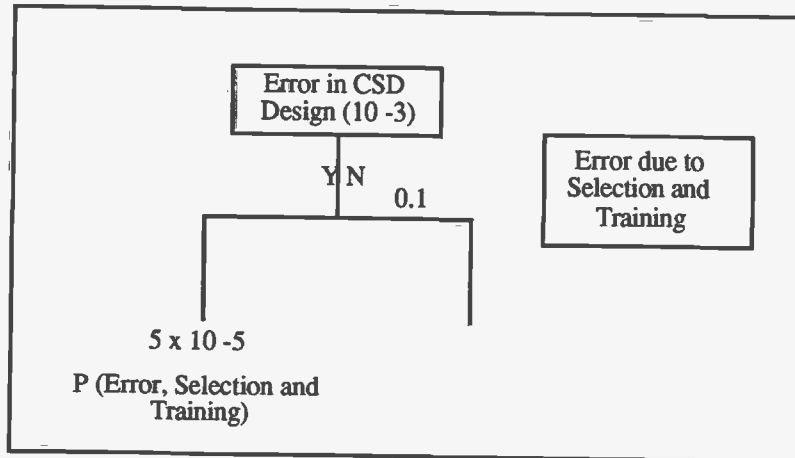 Error in CSD
Design (10 -3)
Error due to
Selection and
Training
Y N
0.1
5 x 10 -5
P (Error, Selection and
Training)